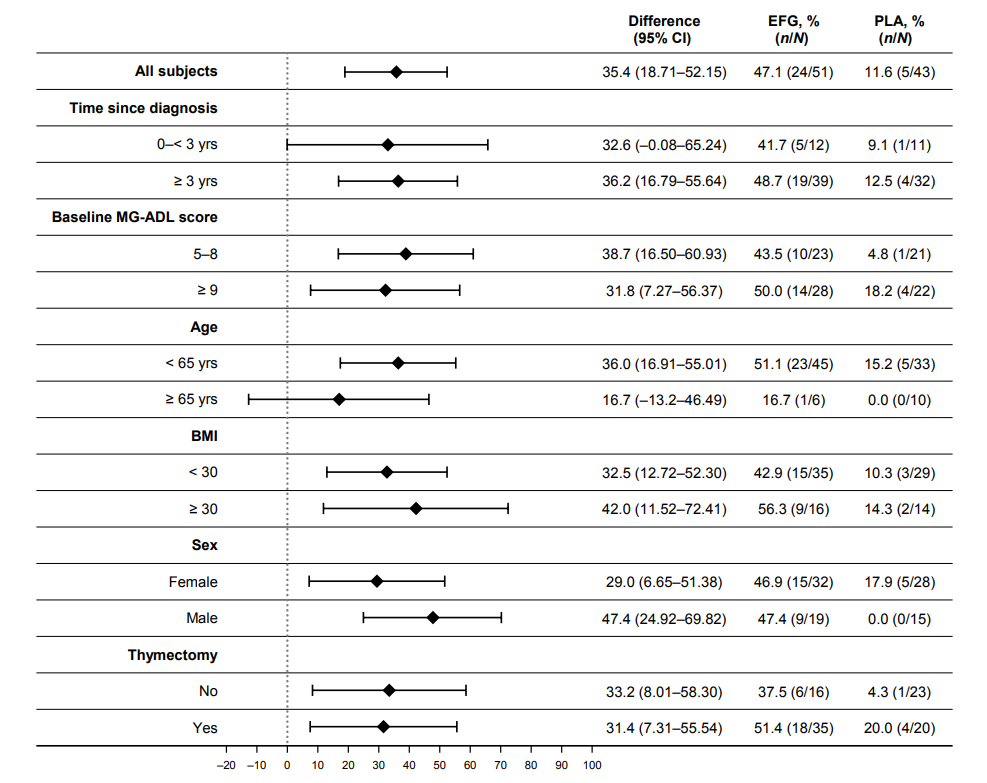 Difference EFG, % PLA, %
(95% CI) (n/N) (n/N)
All subjects 35.4 (18.71–52.15) 47.1 (24/51) 11.6 (5/43)
Time since diagnosis
0–< 3 yrs 32.6 (–0.08–65.24) 41.7 (5/12) 9.1 (1/11)
≥ 3 yrs 36.2 (16.79–55.64) 48.7 (19/39) 12.5 (4/32)
Baseline MG-ADL score
5–8 38.7 (16.50–60.93) 43.5 (10/23) 4.8 (1/21)
≥ 9 31.8 (7.27–56.37) 50.0 (14/28) 18.2 (4/22)
Age
< 65 yrs 36.0 (16.91–55.01) 51.1 (23/45) 15.2 (5/33)
≥ 65 yrs 16.7 (–13.2–46.49) 16.7 (1/6) 0.0 (0/10)
BMI
< 30 32.5 (12.72–52.30) 42.9 (15/35) 10.3 (3/29)
≥ 30 42.0 (11.52–72.41) 56.3 (9/16) 14.3 (2/14)
Sex
Female 29.0 (6.65–51.38) 46.9 (15/32) 17.9 (5/28)
Male 47.4 (24.92–69.82) 47.4 (9/19) 0.0 (0/15)
Thymectomy
No 33.2 (8.01–58.30) 37.5 (6/16) 4.3 (1/23)
Yes 31.4 (7.31–55.54) 51.4 (18/35) 20.0 (4/20)
–20 –10 0 10 20 30 40 50 60 70 80 90 100